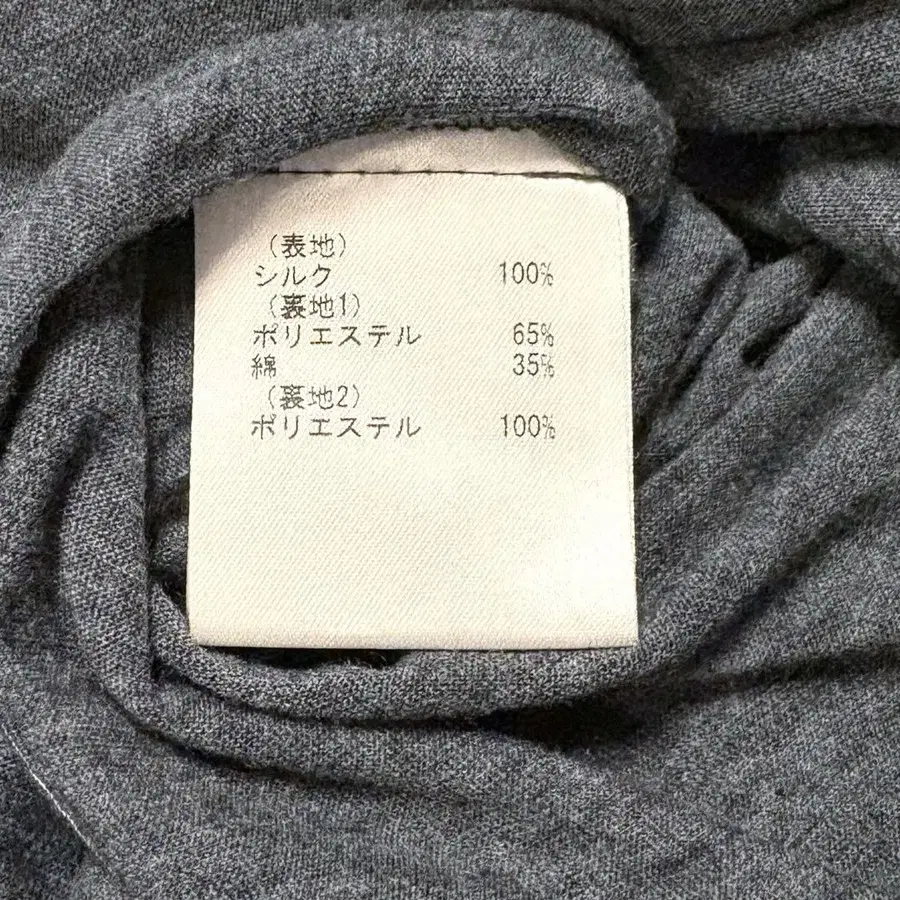 （表地）
シルク 100%
（裏地1）
ポリエステル 65%
綿 35%
（裏地2）
ポリエステル 100%